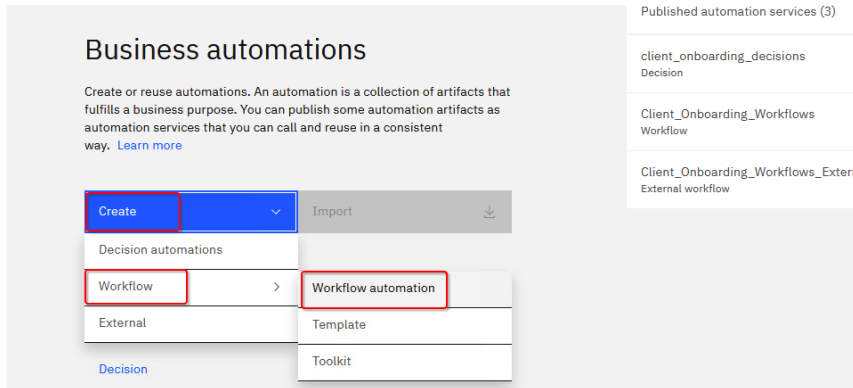 Business automations
Create or reuse automations. An automation is a collection of artifacts that
fulfills a business purpose. You can publish some automation artifacts as
automation services that you can call and reuse in a consistent
way. Learn more
Create
Import
Decision automations
Workflow
Workflow automation
External
Template
Toolkit
Decision
Published automation services (3)
client_onboarding_decisions
Decision
Client_Onboarding_Workflows
Workflow
Client_Onboarding_Workflows_Exter
External workflow